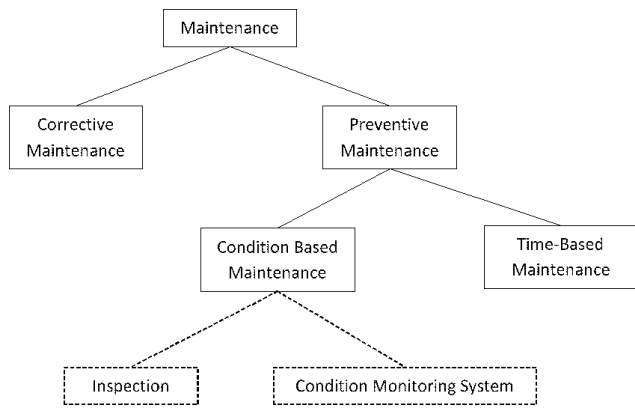 Maintenance
Corrective
Maintenance
Preventive
Maintenance
Condition Based
Maintenance
Time-Based
Maintenance
Inspection
Condition Monitoring System